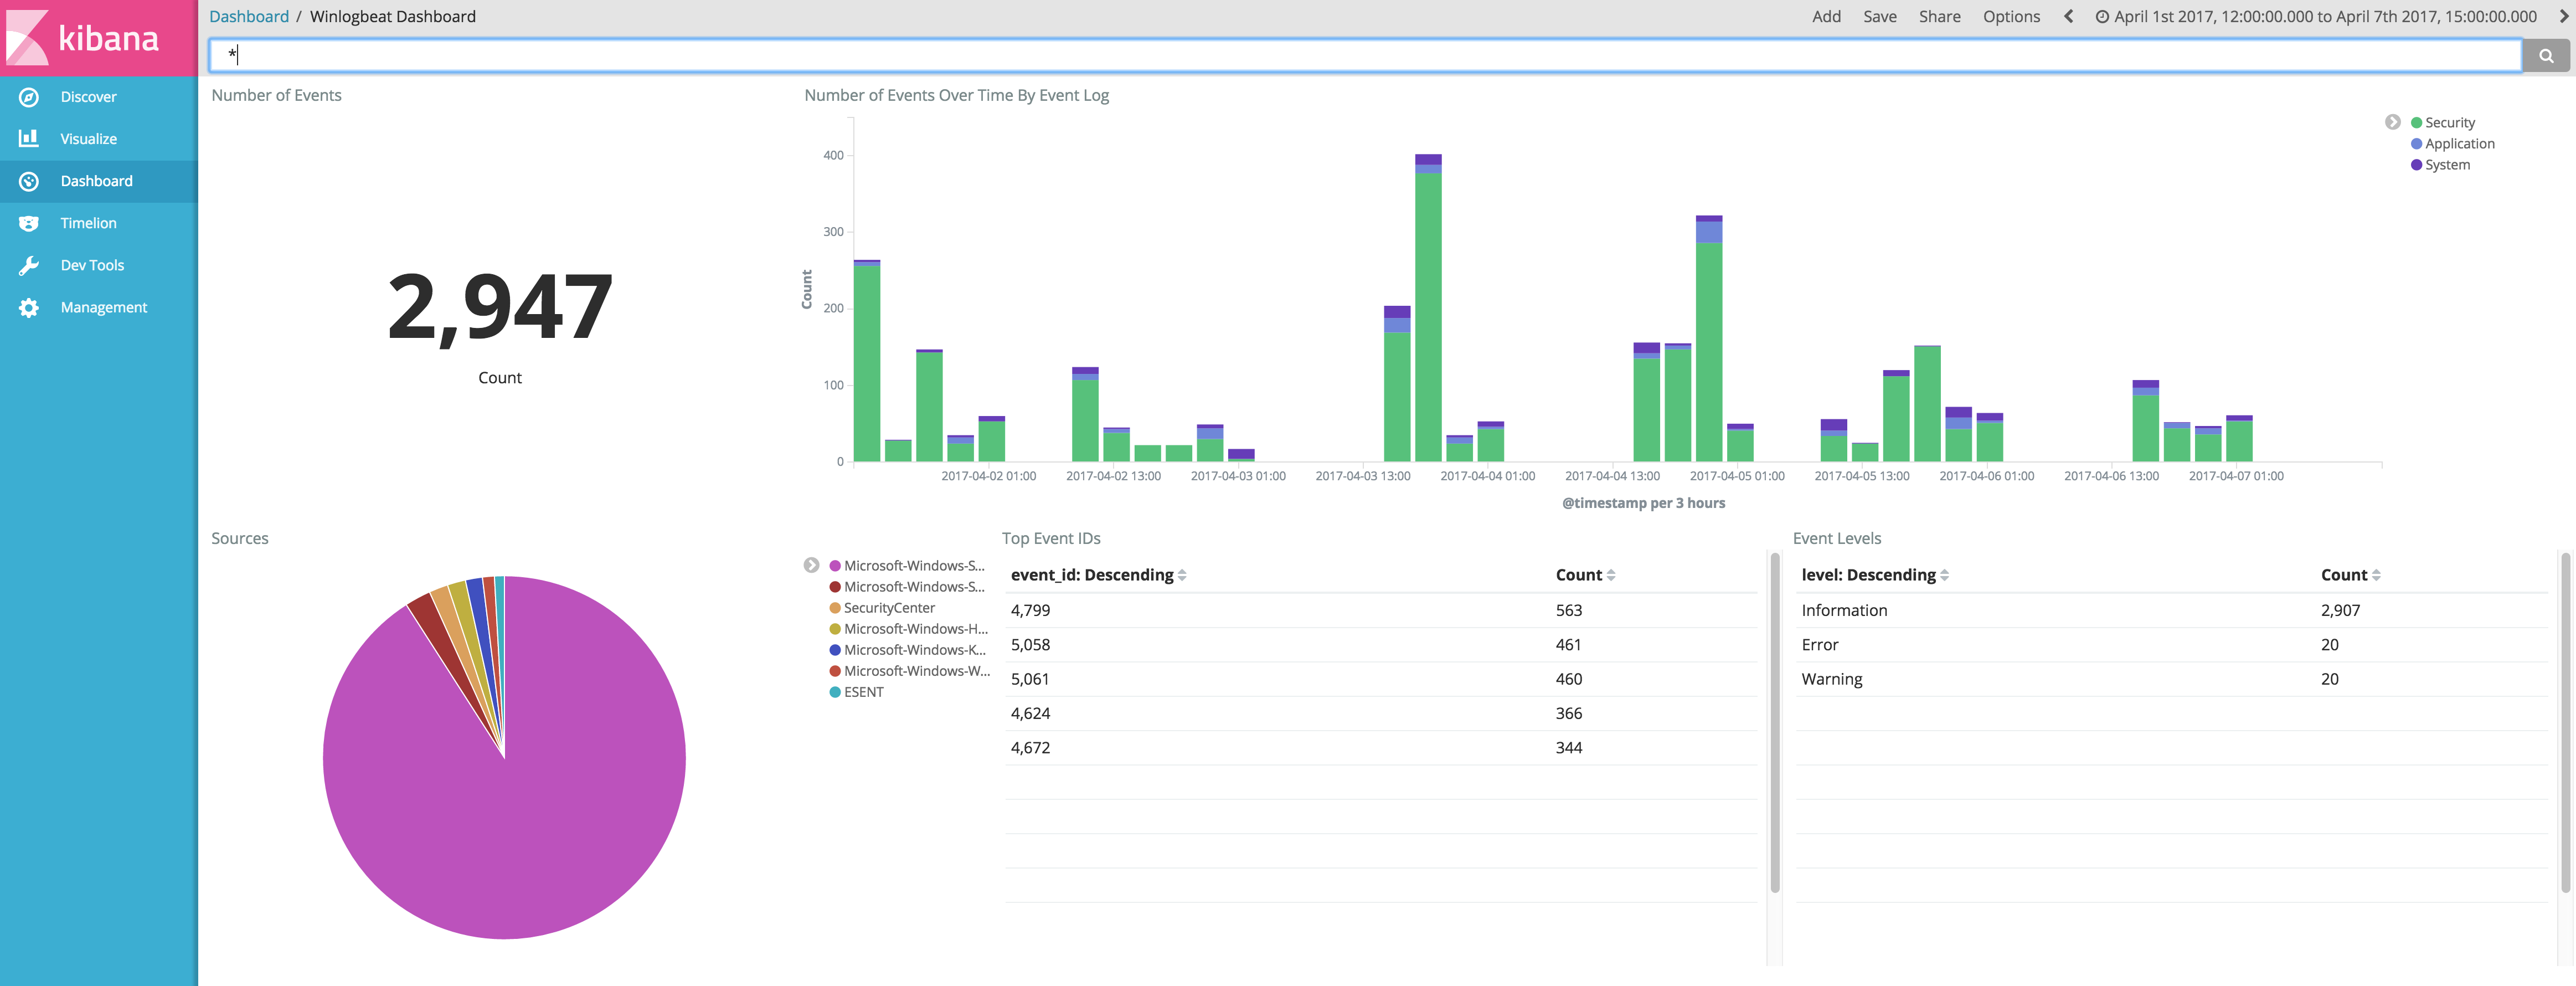 kibana
Dashboard / Winlogbeat Dashboard
Add Save Share Options April 1st 2017, 12:00:00.000 to April 7th 2017, 15:00:00.000
*
Discover
Visualize
Dashboard
Timelion
Dev Tools
Management
Number of Events
2,947
Count
Number of Events Over Time By Event Log
Count
400
300
200
100
0
2017-04-02 01:00 2017-04-02 13:00 2017-04-03 01:00 2017-04-03 13:00 2017-04-04 01:00 2017-04-04 13:00 2017-04-05 01:00 2017-04-05 13:00 2017-04-06 01:00 2017-04-06 13:00 2017-04-07 01:00
@timestamp per 3 hours
Security
Application
System
Sources
Microsoft-Windows-S...
Microsoft-Windows-S...
SecurityCenter
Microsoft-Windows-H...
Microsoft-Windows-K...
Microsoft-Windows-W...
ESENT
Top Event IDs
event_id: Descending Count
4,799 563
5,058 461
5,061 460
4,624 366
4,672 344
Event Levels
level: Descending Count
Information 2,907
Error 20
Warning 20